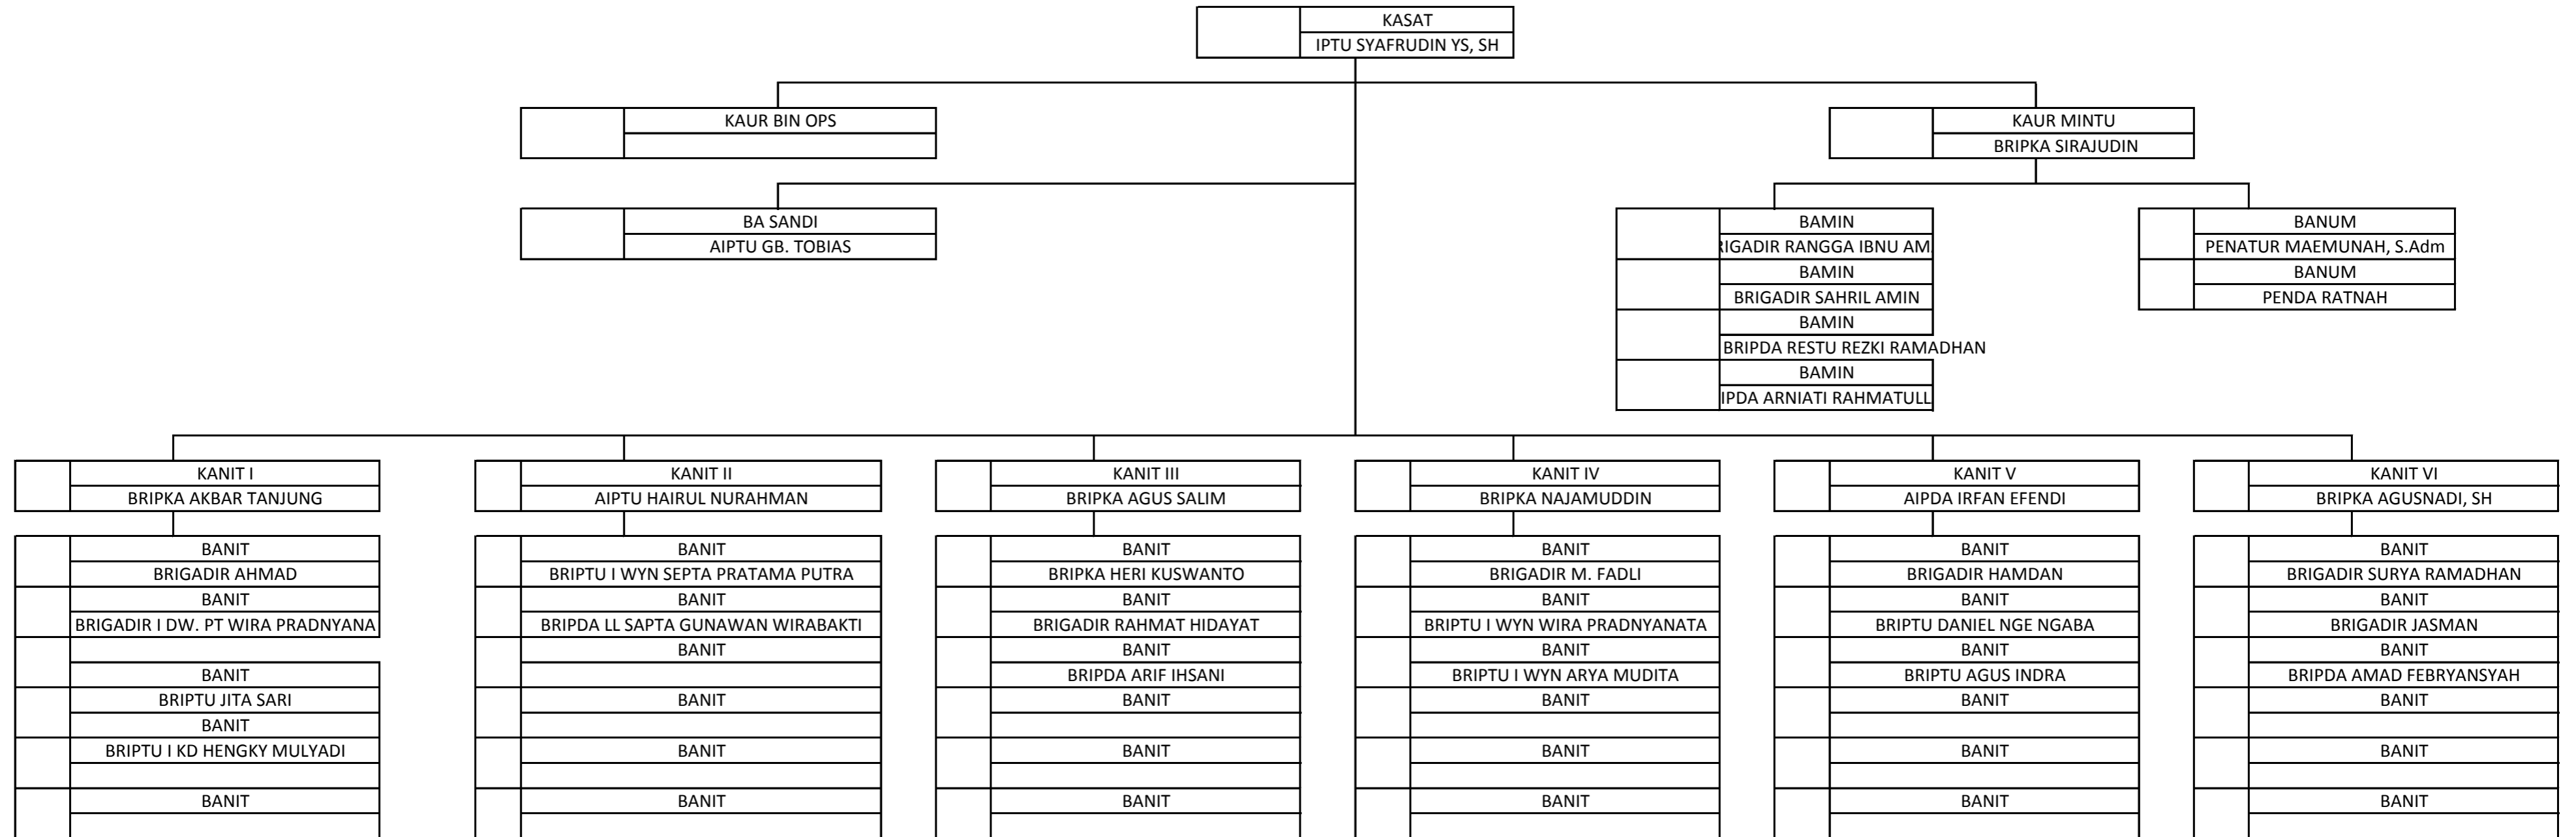 KASAT
IPTU SYAFRUDIN YS, SH
KAUR BIN OPS
KAUR MINTU
BRIPKA SIRAJUDIN
BA SANDI
AIPTU GB. TOBIAS
BAMIN
RIGADIR RANGGA IBNU AM
BAMIN
BRIGADIR SAHRIL AMIN
BAMIN
BRIPDA RESTU REZKI RAMADHAN
BAMIN
IPDA ARNIATI RAHMATULL
BANUM
PENATUR MAEMUNAH, S.Adm
BANUM
PENDA RATNAH
KANIT I
BRIPKA AKBAR TANJUNG
BANIT
BRIGADIR AHMAD
BANIT
BRIGADIR I DW. PT WIRA PRADNYANA
BANIT
BRIPTU JITA SARI
BANIT
BRIPTU I KD HENGKY MULYADI
BANIT
KANIT II
AIPTU HAIRUL NURAHMAN
BANIT
BRIPTU I WYN SEPTA PRATAMA PUTRA
BANIT
BRIPDA LL SAPTA GUNAWAN WIRABAKTI
BANIT
BANIT
BANIT
BANIT
KANIT III
BRIPKA AGUS SALIM
BANIT
BRIPKA HERI KUSWANTO
BANIT
BRIGADIR RAHMAT HIDAYAT
BANIT
BRIPDA ARIF IHSANI
BANIT
BANIT
BANIT
KANIT IV
BRIPKA NAJAMUDDIN
BANIT
BRIGADIR M. FADLI
BANIT
BRIPTU I WYN WIRA PRADNYANATA
BANIT
BRIPTU I WYN ARYA MUDITA
BANIT
BANIT
BANIT
KANIT V
AIPDA IRFAN EFENDI
BANIT
BRIGADIR HAMDAN
BANIT
BRIPTU DANIEL NGE NGABA
BANIT
BRIPTU AGUS INDRA
BANIT
BANIT
BANIT
KANIT VI
BRIPKA AGUSNADI, SH
BANIT
BRIGADIR SURYA RAMADHAN
BANIT
BRIGADIR JASMAN
BANIT
BRIPDA AMAD FEBRYANSYAH
BANIT
BANIT
BANIT